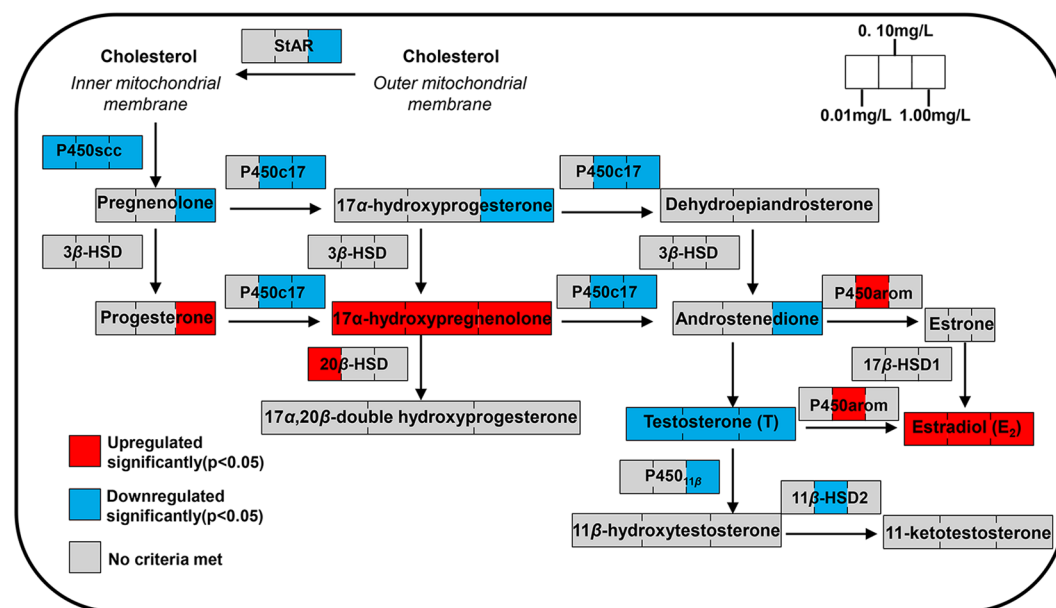 StAR
Cholesterol
Inner mitochondrial
membrane
Cholesterol
Outer mitochondrial
membrane
0. 10mg/L
0.01mg/L
1.00mg/L
P450scc
P450c17
P450c17
Pregnenolone
17α-hydroxyprogesterone
Dehydroepiandrosterone
3β-HSD
3β-HSD
3β-HSD
P450c17
P450c17
P450arom
Progesterone
17α-hydroxypregnenolone
Androstenedione
Estrone
20β-HSD
17β-HSD1
17α,20β-double hydroxyprogesterone
P450arom
Testosterone (T)
Estradiol (E₂)
Upregulated
significantly(p<0.05)
Downregulated
significantly(p<0.05)
No criteria met
P450₁₁β
11β-HSD2
11β-hydroxytestosterone
11-ketotestosterone